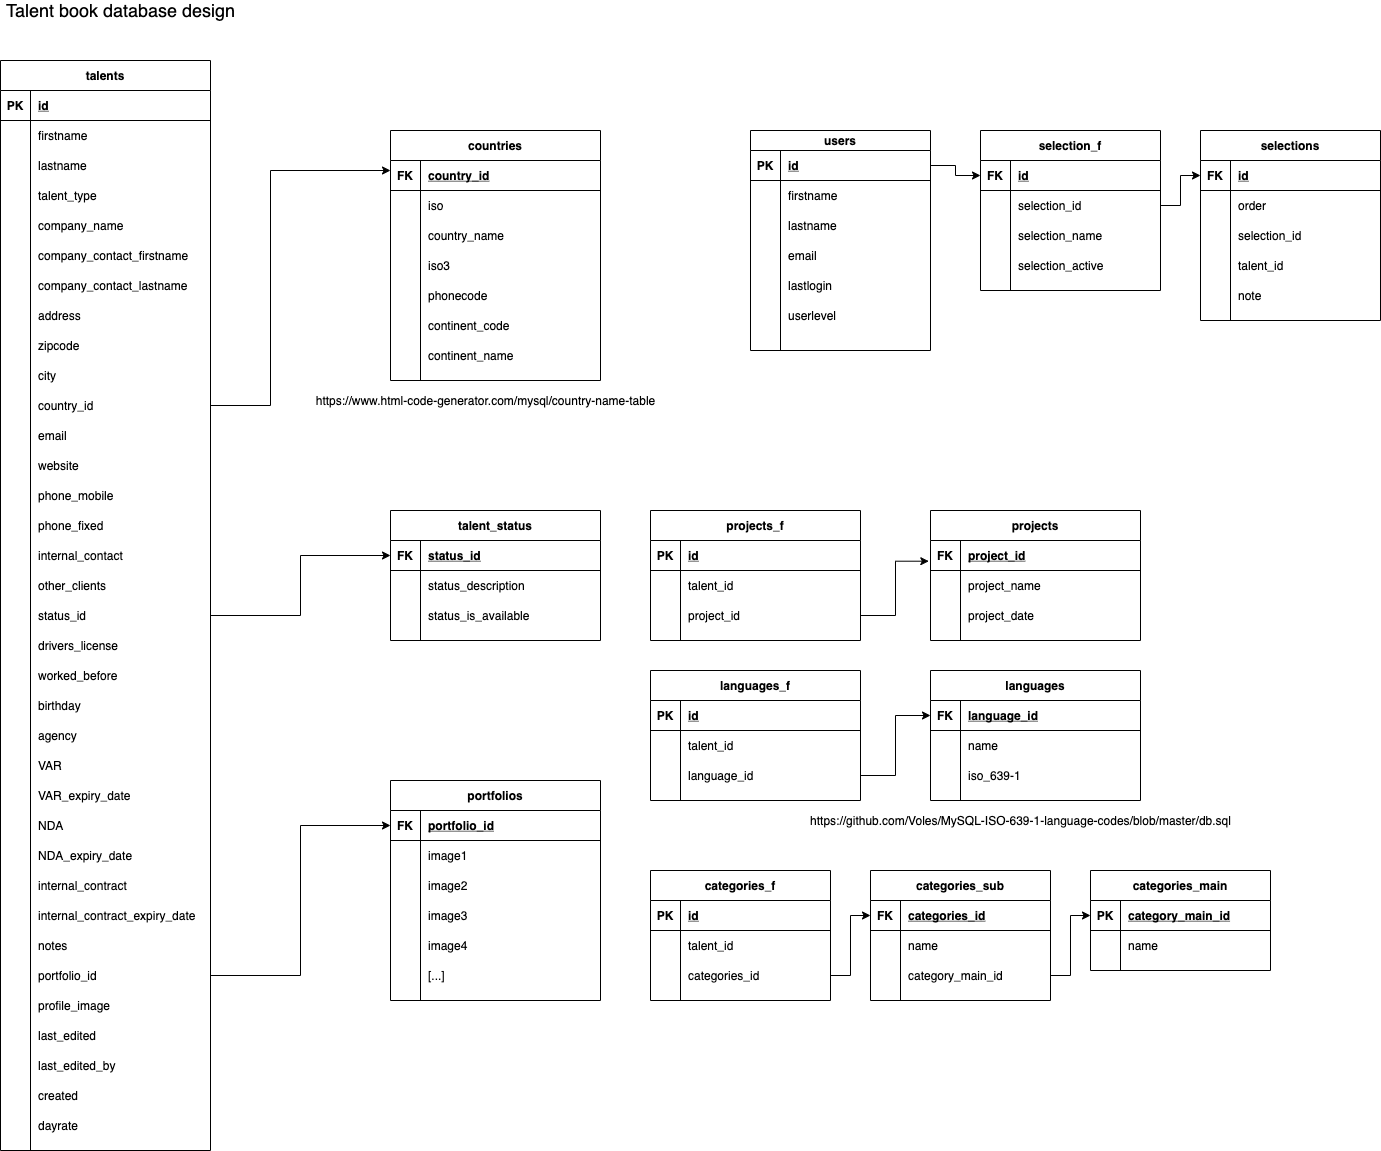 Talent book database design
talents
PK id
firstname
lastname
talent_type
company_name
company_contact_firstname
company_contact_lastname
address
zipcode
city
country_id
email
website
phone_mobile
phone_fixed
internal_contact
other_clients
status_id
drivers_license
worked_before
birthday
agency
VAR
VAR_expiry_date
NDA
NDA_expiry_date
internal_contract
internal_contract_expiry_date
notes
portfolio_id
profile_image
last_edited
last_edited_by
created
dayrate
countries
FK country_id
iso
country_name
iso3
phonecode
continent_code
continent_name
https://www.html-code-generator.com/mysql/country-name-table
users
PK id
firstname
lastname
email
lastlogin
userlevel
selection_f
FK id
selection_id
selection_name
selection_active
selections
FK id
order
selection_id
talent_id
note
talent_status
FK status_id
status_description
status_is_available
projects_f
PK id
talent_id
project_id
projects
FK project_id
project_name
project_date
languages_f
PK id
talent_id
language_id
languages
FK language_id
name
iso_639-1
https://github.com/Voles/MySQL-ISO-639-1-language-codes/blob/master/db.sql
portfolios
FK portfolio_id
image1
image2
image3
image4
[...]
categories_f
PK id
talent_id
categories_id
categories_sub
FK categories_id
name
category_main_id
categories_main
PK category_main_id
name